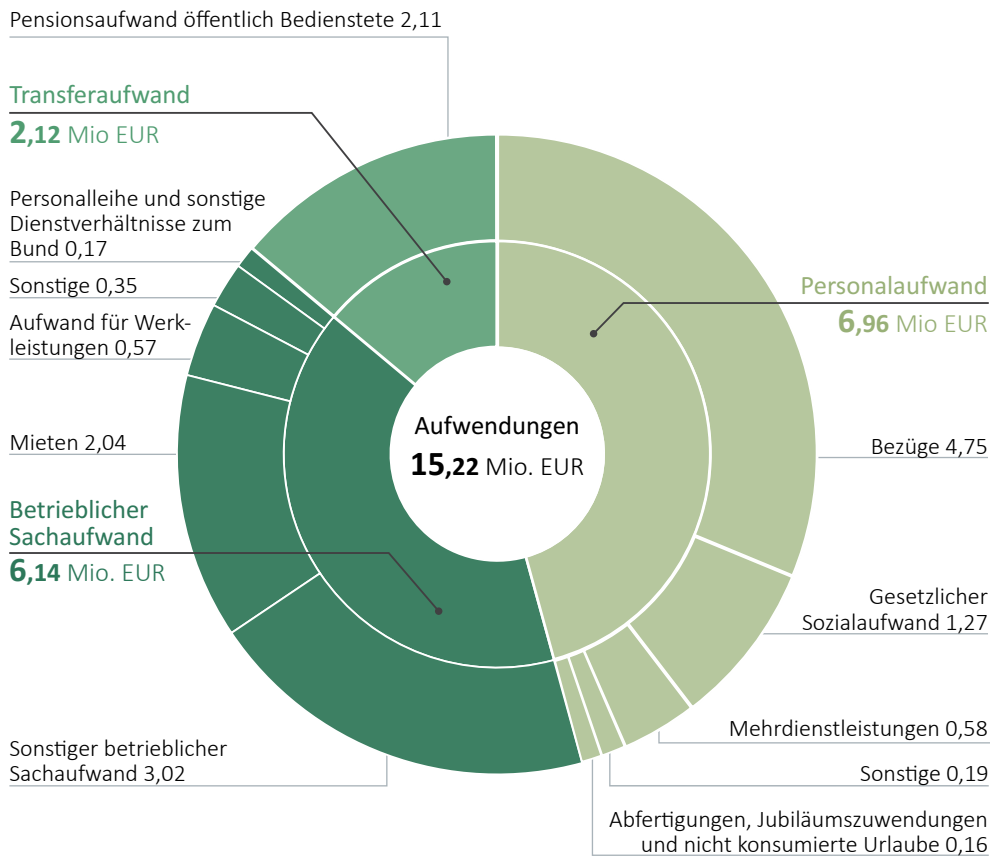 Pensionsaufwand öffentlich Bedienstete 2,11
Transferaufwand
2,12 Mio EUR
Personalleihe und sonstige
Dienstverhältnisse zum
Bund 0,17
Sonstige 0,35
Aufwand für Werk-
leistungen 0,57
Mieten 2,04
Betrieblicher
Sachaufwand
6,14 Mio. EUR
Sonstiger betrieblicher
Sachaufwand 3,02
Aufwendungen
15,22 Mio. EUR
Personalaufwand
6,96 Mio EUR
Bezüge 4,75
Gesetzlicher
Sozialaufwand 1,27
Mehrdienstleistungen 0,58
Sonstige 0,19
Abfertigungen, Jubiläumszuwendungen
und nicht konsumierte Urlaube 0,16